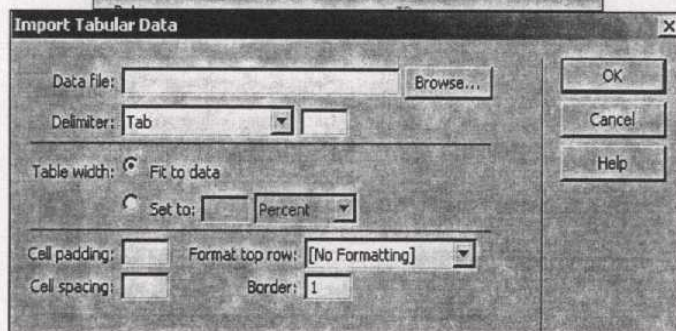 Import Tabular Data
Data file: Browse... OK
Delimiter: Tab Cancel
Table width: Fit to data Help
Set to: Percent
Cell padding: Format top row: [No Formatting]
Cell spacing: Border: 1